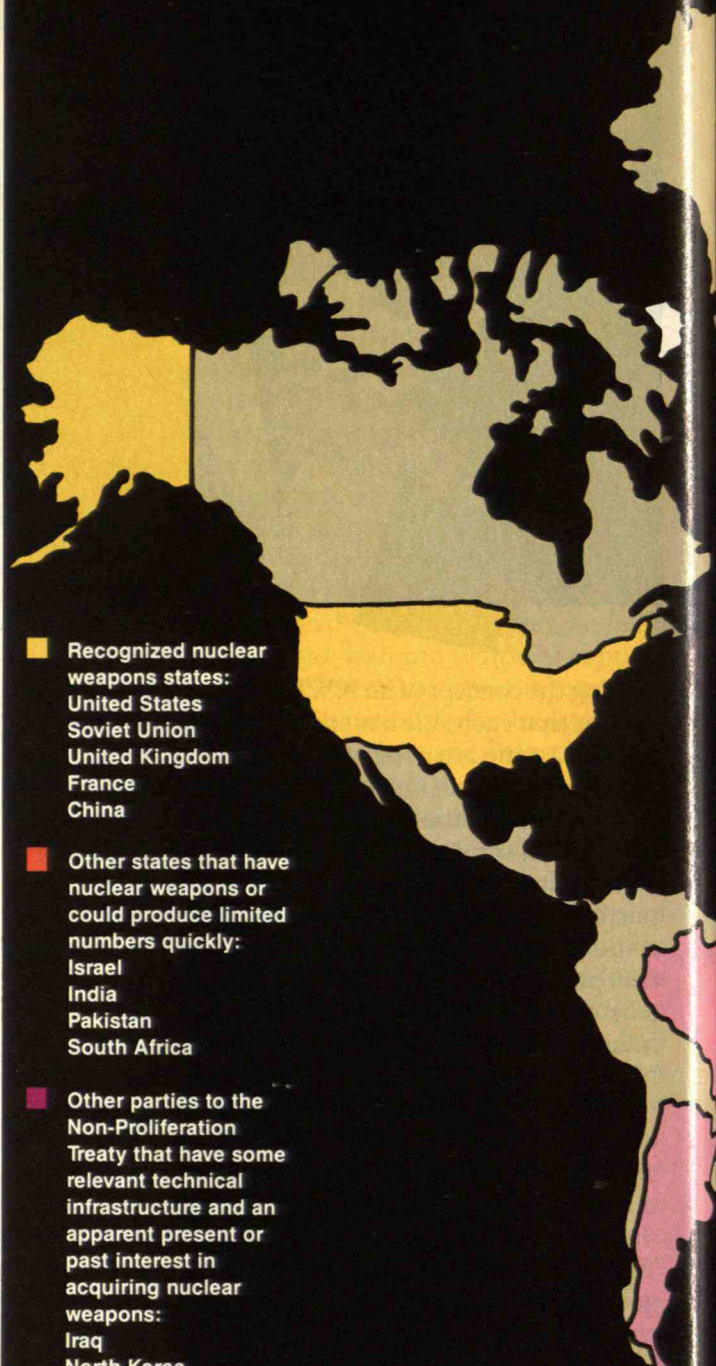 Recognized nuclear
weapons states:
United States
Soviet Union
United Kingdom
France
China
Other states that have
nuclear weapons or
could produce limited
numbers quickly:
Israel
India
Pakistan
South Africa
Other parties to the
Non-Proliferation
Treaty that have some
relevant technical
infrastructure and an
apparent present or
past interest in
acquiring nuclear
weapons:
Iraq
North Korea